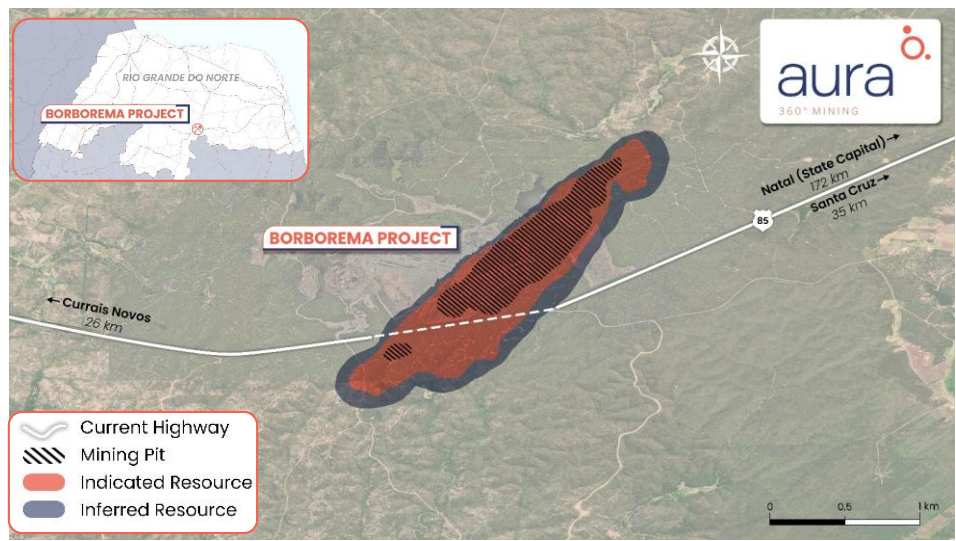 RIO GRANDE DO NORTE
BORBOREMA PROJECT
aura
360° MINING
Natal (State Capital)→
172 km
Santa Cruz→
35 km
85
BORBOREMA PROJECT
←Currais Novos
26 km
Current Highway
Mining Pit
Indicated Resource
Inferred Resource
0 0.5 1 km